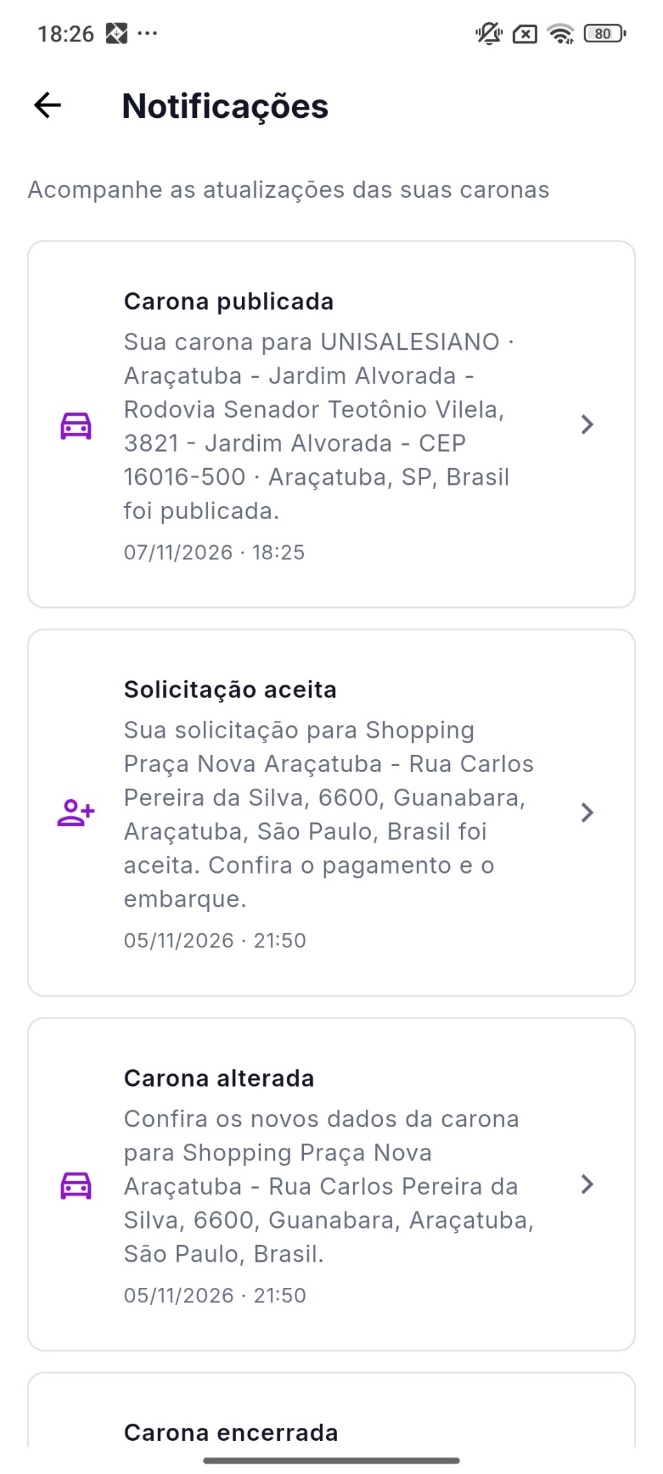 18:26 ···
80
Notificações
Acompanhe as atualizações das suas caronas
Carona publicada
Sua carona para UNISALESIANO ·
Araçatuba - Jardim Alvorada -
Rodovia Senador Teotônio Vilela,
3821 - Jardim Alvorada - CEP
16016-500 · Araçatuba, SP, Brasil
foi publicada.
07/11/2026 · 18:25
Solicitação aceita
Sua solicitação para Shopping
Praça Nova Araçatuba - Rua Carlos
Pereira da Silva, 6600, Guanabara,
Araçatuba, São Paulo, Brasil foi
aceita. Confira o pagamento e o
embarque.
05/11/2026 · 21:50
Carona alterada
Confira os novos dados da carona
para Shopping Praça Nova
Araçatuba - Rua Carlos Pereira da
Silva, 6600, Guanabara, Araçatuba,
São Paulo, Brasil.
05/11/2026 · 21:50
Carona encerrada